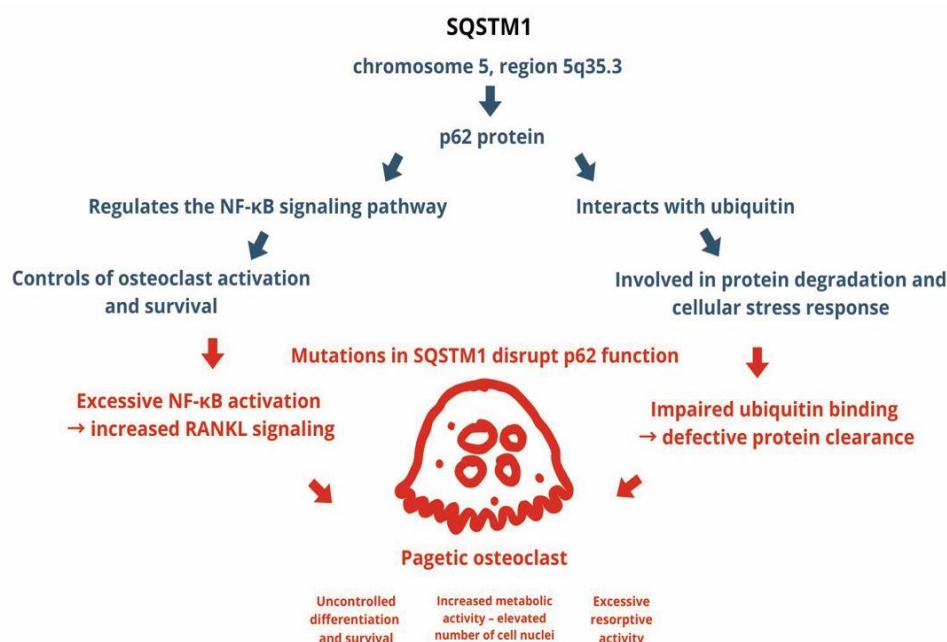 SQSTM1
chromosome 5, region 5q35.3
p62 protein
Regulates the NF-κB signaling pathway
Interacts with ubiquitin
Controls of osteoclast activation
and survival
Involved in protein degradation and
cellular stress response
Mutations in SQSTM1 disrupt p62 function
Excessive NF-κB activation
→ increased RANKL signaling
Impaired ubiquitin binding
→ defective protein clearance
Pagetic osteoclast
Uncontrolled
differentiation
and survival
Increased metabolic
activity – elevated
number of cell nuclei
Excessive
resorptive
activity